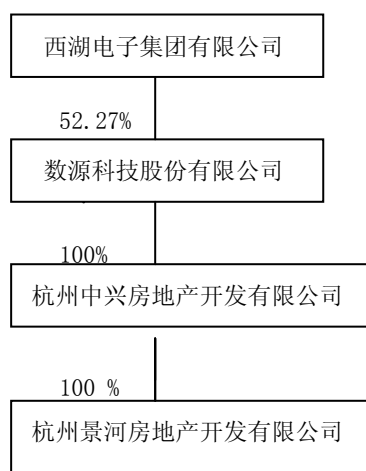 西湖电子集团有限公司
52.27%
数源科技股份有限公司
100%
杭州中兴房地产开发有限公司
100 %
杭州景河房地产开发有限公司